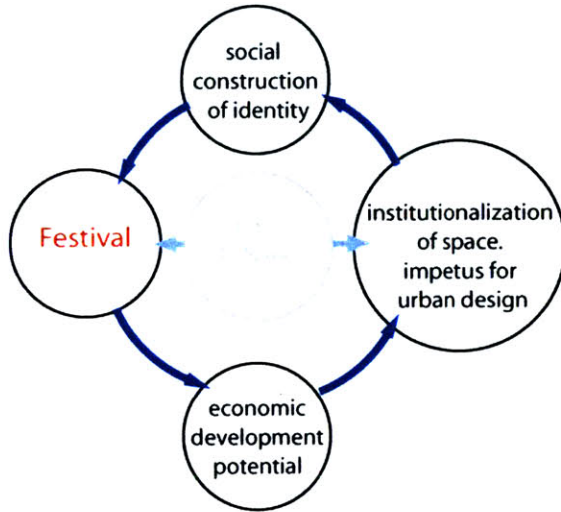 social
construction
of identity
Festival
institutionalization
of space.
impetus for
urban design
economic
development
potential